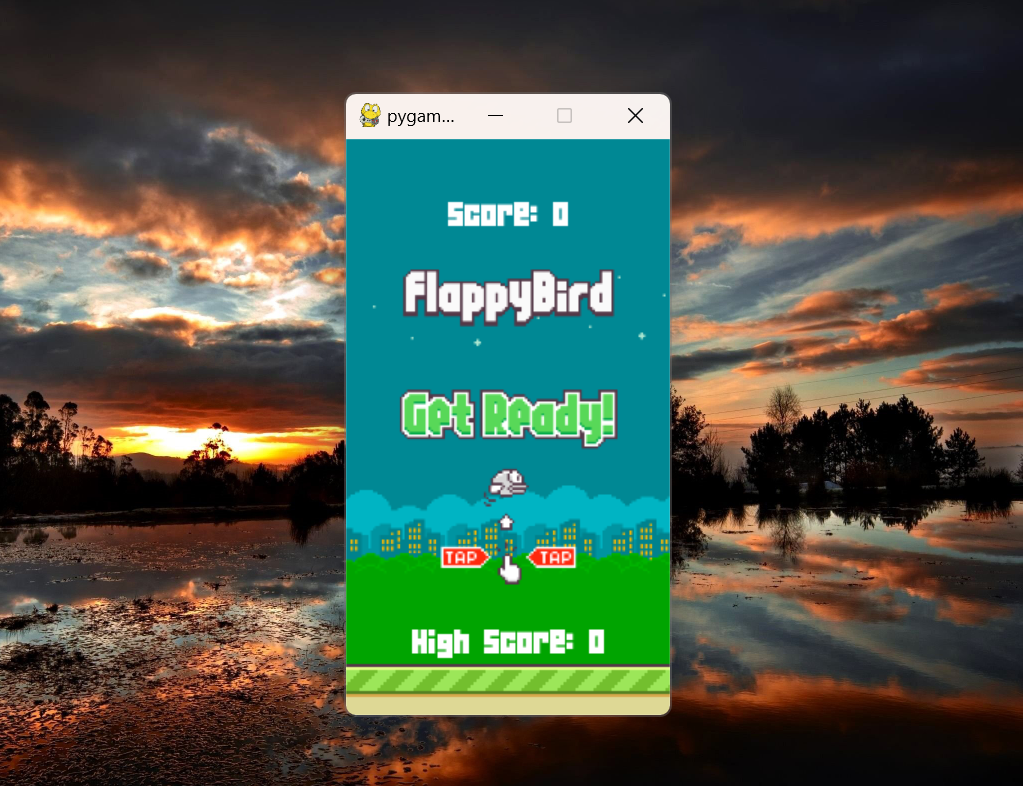 pygam...
Score: 0
FlappyBird
Get Ready!
TAP TAP
High Score: 0